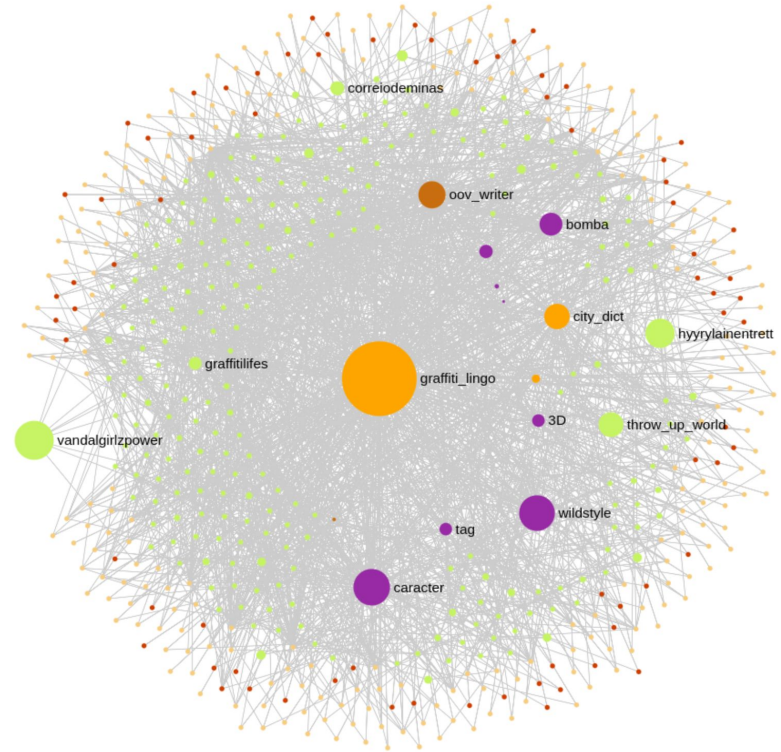 correiodeminas
oov_writer
bomba
city_dict
hyyrylainentrett
graffitilifes
graffiti_lingo
3D
throw_up_world
vandalgirlzpower
wildstyle
tag
caracter